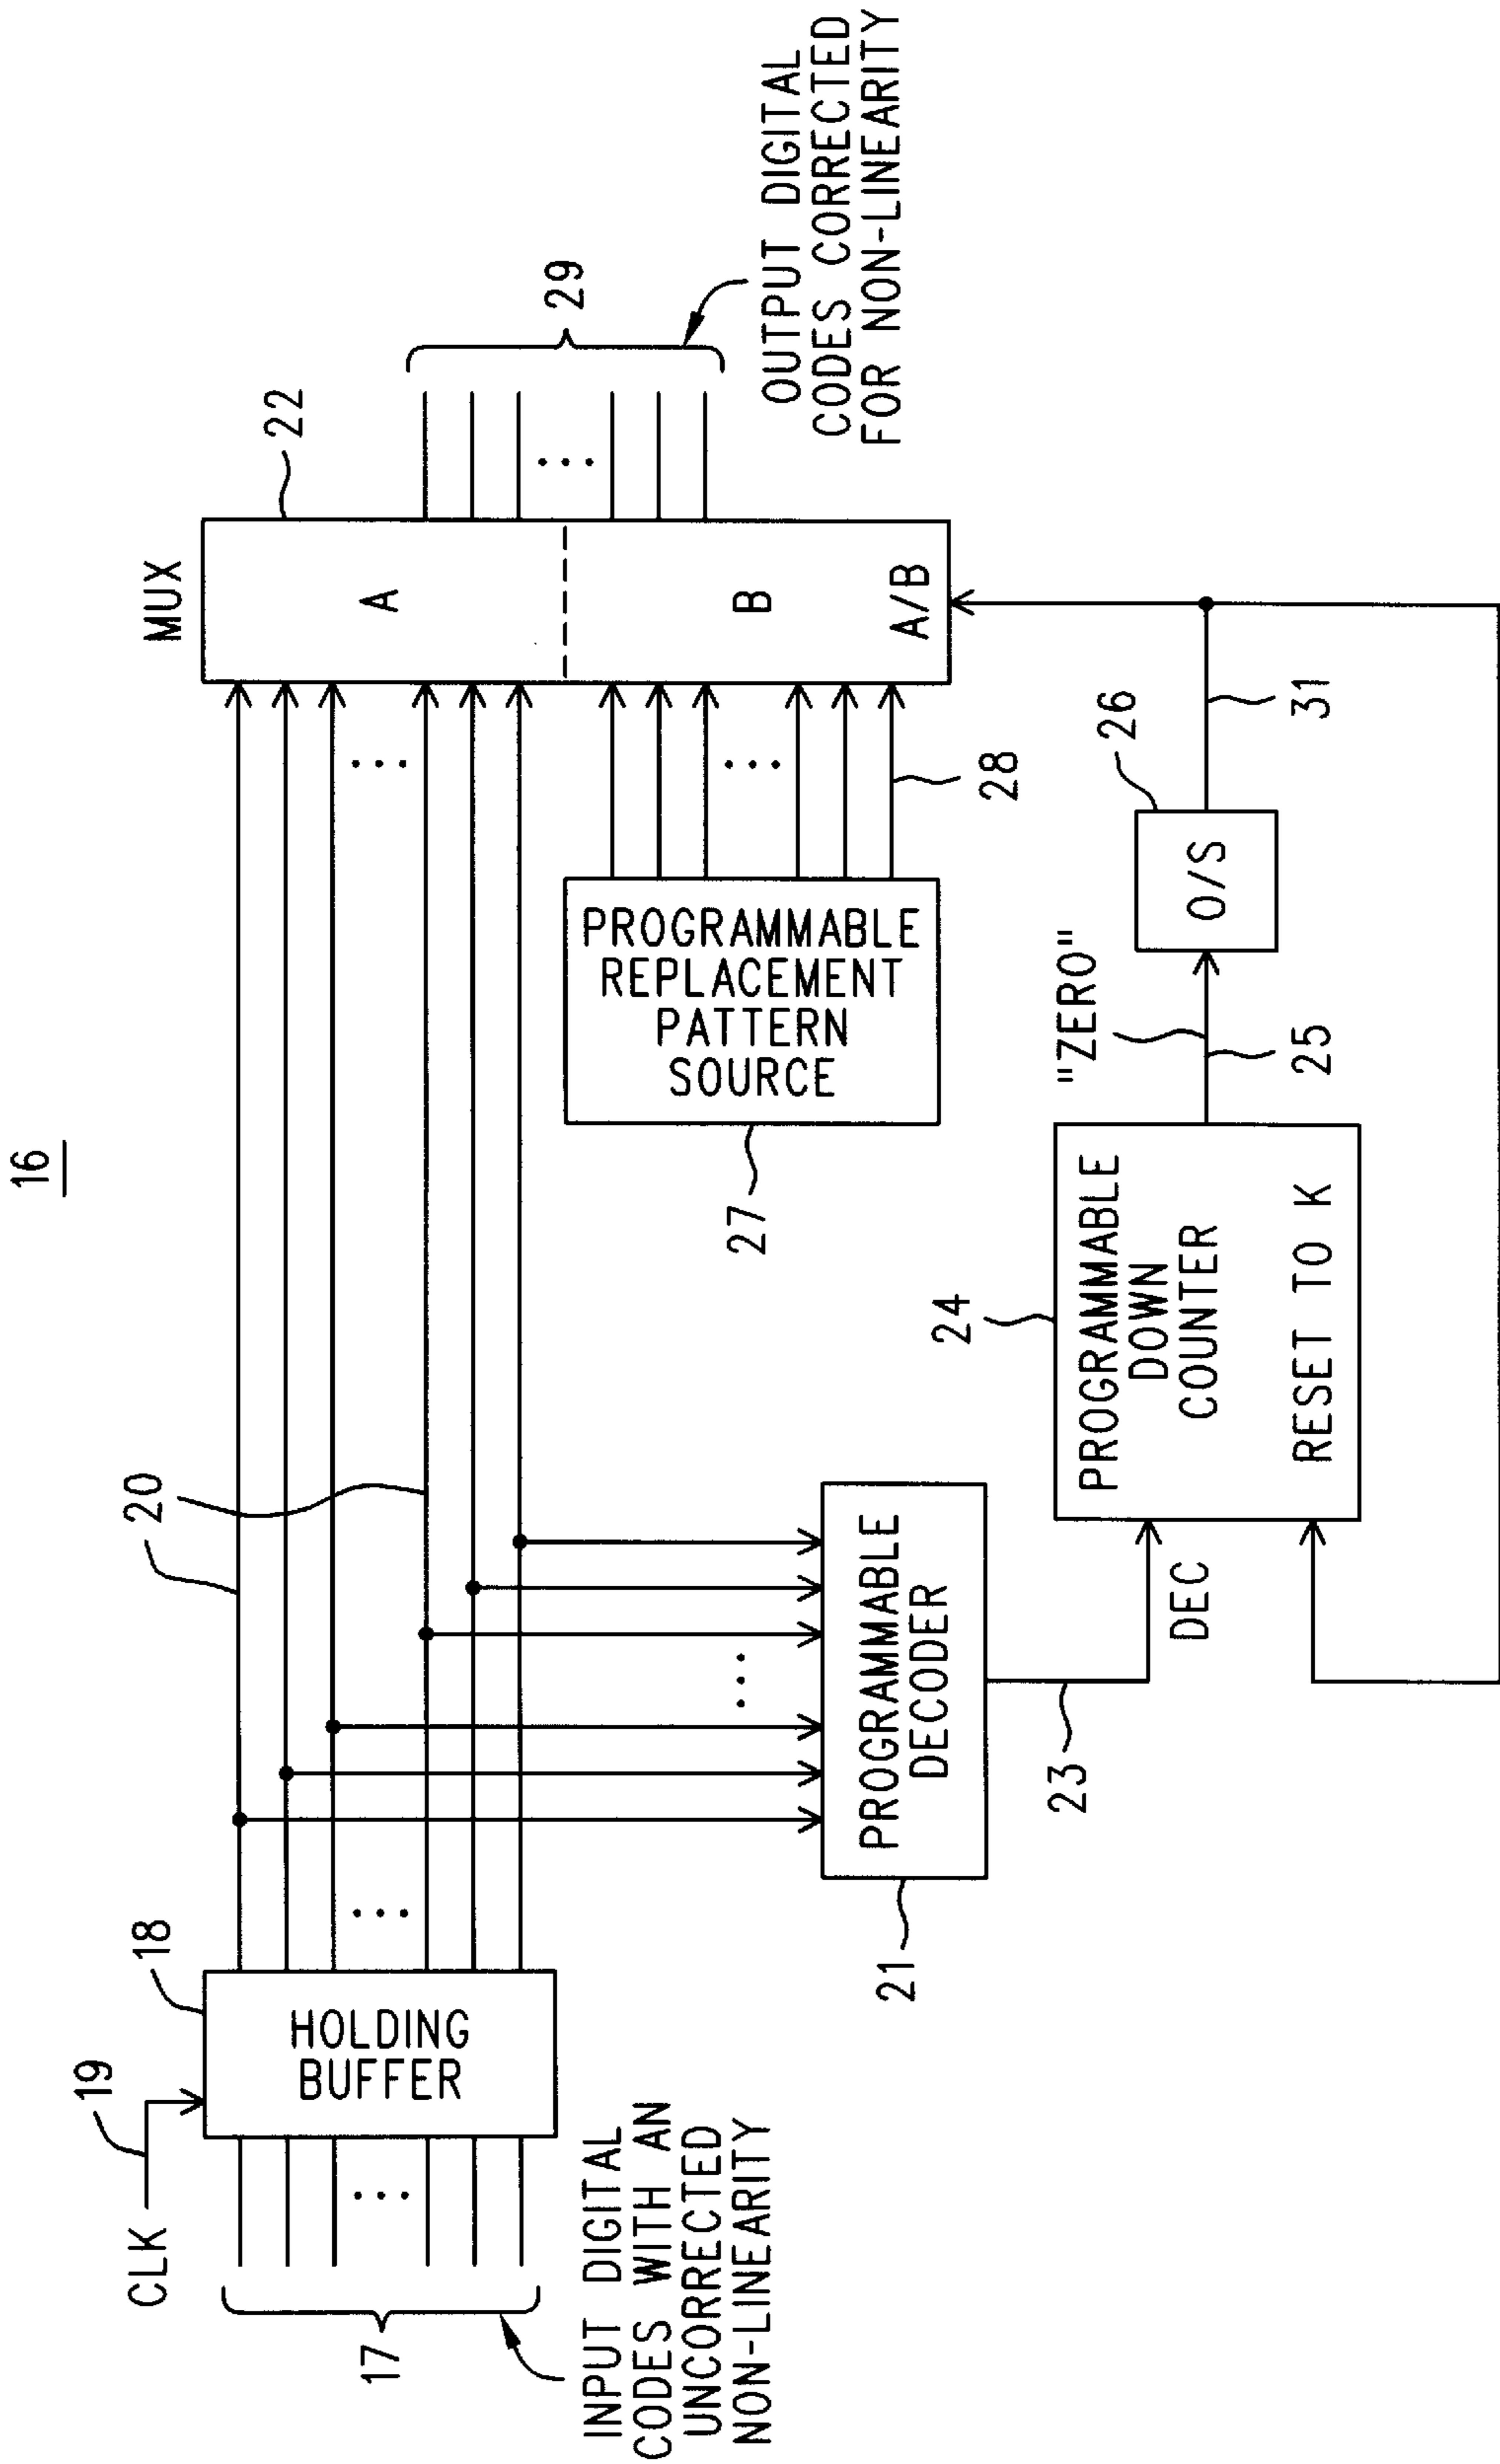 16
CLK
19
18
HOLDING
BUFFER
17
INPUT DIGITAL
CODES WITH AN
UNCORRECTED
NON-LINEARITY
20
MUX
22
A
B
A/B
29
OUTPUT DIGITAL
CODES CORRECTED
FOR NON-LINEARITY
PROGRAMMABLE
REPLACEMENT
PATTERN
SOURCE
27
28
PROGRAMMABLE
DECODER
21
23
DEC
24
PROGRAMMABLE
DOWN
COUNTER
RESET TO K
"ZERO"
25
26
O/S
31